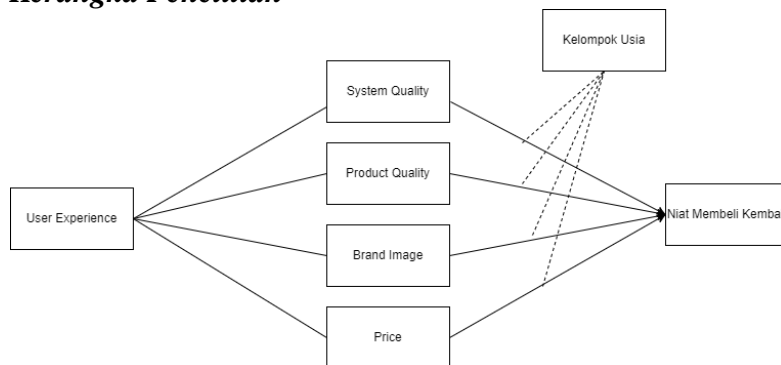 Kerangka Penelitian
Kelompok Usia
System Quality
Product Quality
User Experience
Niat Membeli Kemba
Brand Image
Price